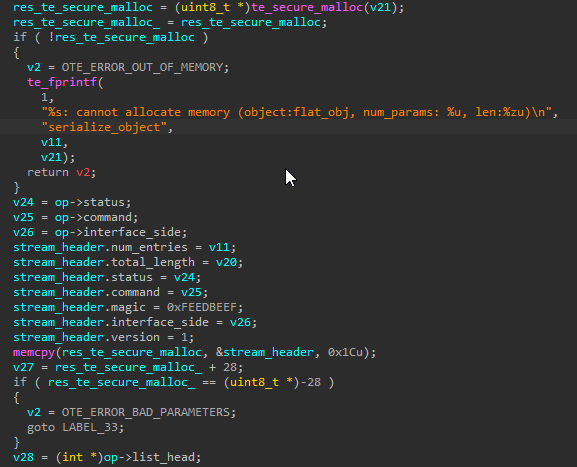 res_te_secure_malloc = (uint8_t *)te_secure_malloc(v21);
res_te_secure_malloc_ = res_te_secure_malloc;
if ( !res_te_secure_malloc )
{
v2 = OTE_ERROR_OUT_OF_MEMORY;
te_fprintf(
1,
"%s: cannot allocate memory (object:flat_obj, num_params: %u, len:%zu)\n",
"serialize_object",
v11,
v21);
return v2;
}
v24 = op->status;
v25 = op->command;
v26 = op->interface_side;
stream_header.num_entries = v11;
stream_header.total_length = v20;
stream_header.status = v24;
stream_header.command = v25;
stream_header.magic = 0xFEEDBEEF;
stream_header.interface_side = v26;
stream_header.version = 1;
memcpy(res_te_secure_malloc, &stream_header, 0x1Cu);
v27 = res_te_secure_malloc_ + 28;
if ( res_te_secure_malloc_ == (uint8_t *)-28 )
{
v2 = OTE_ERROR_BAD_PARAMETERS;
goto LABEL_33;
}
v28 = (int *)op->list_head;